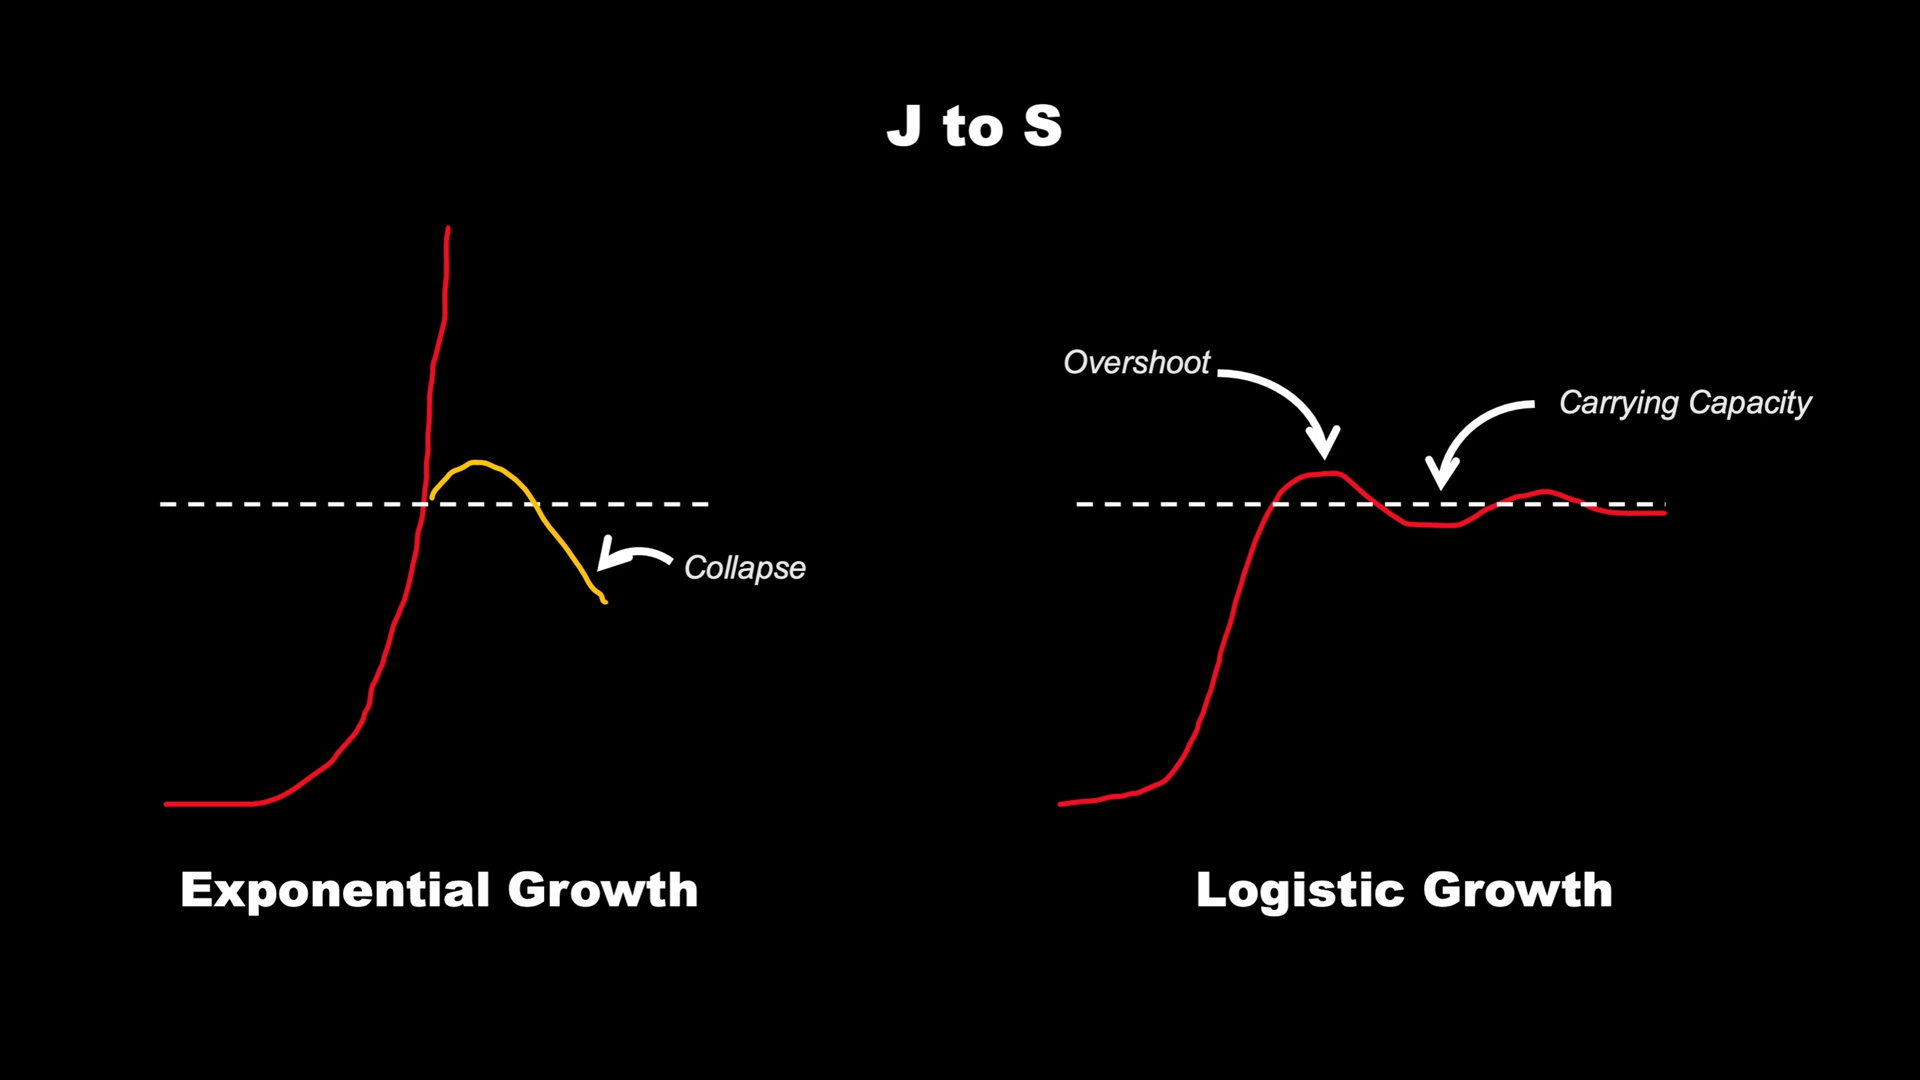 J to S
Overshoot
Carrying Capacity
Collapse
Exponential Growth
Logistic Growth